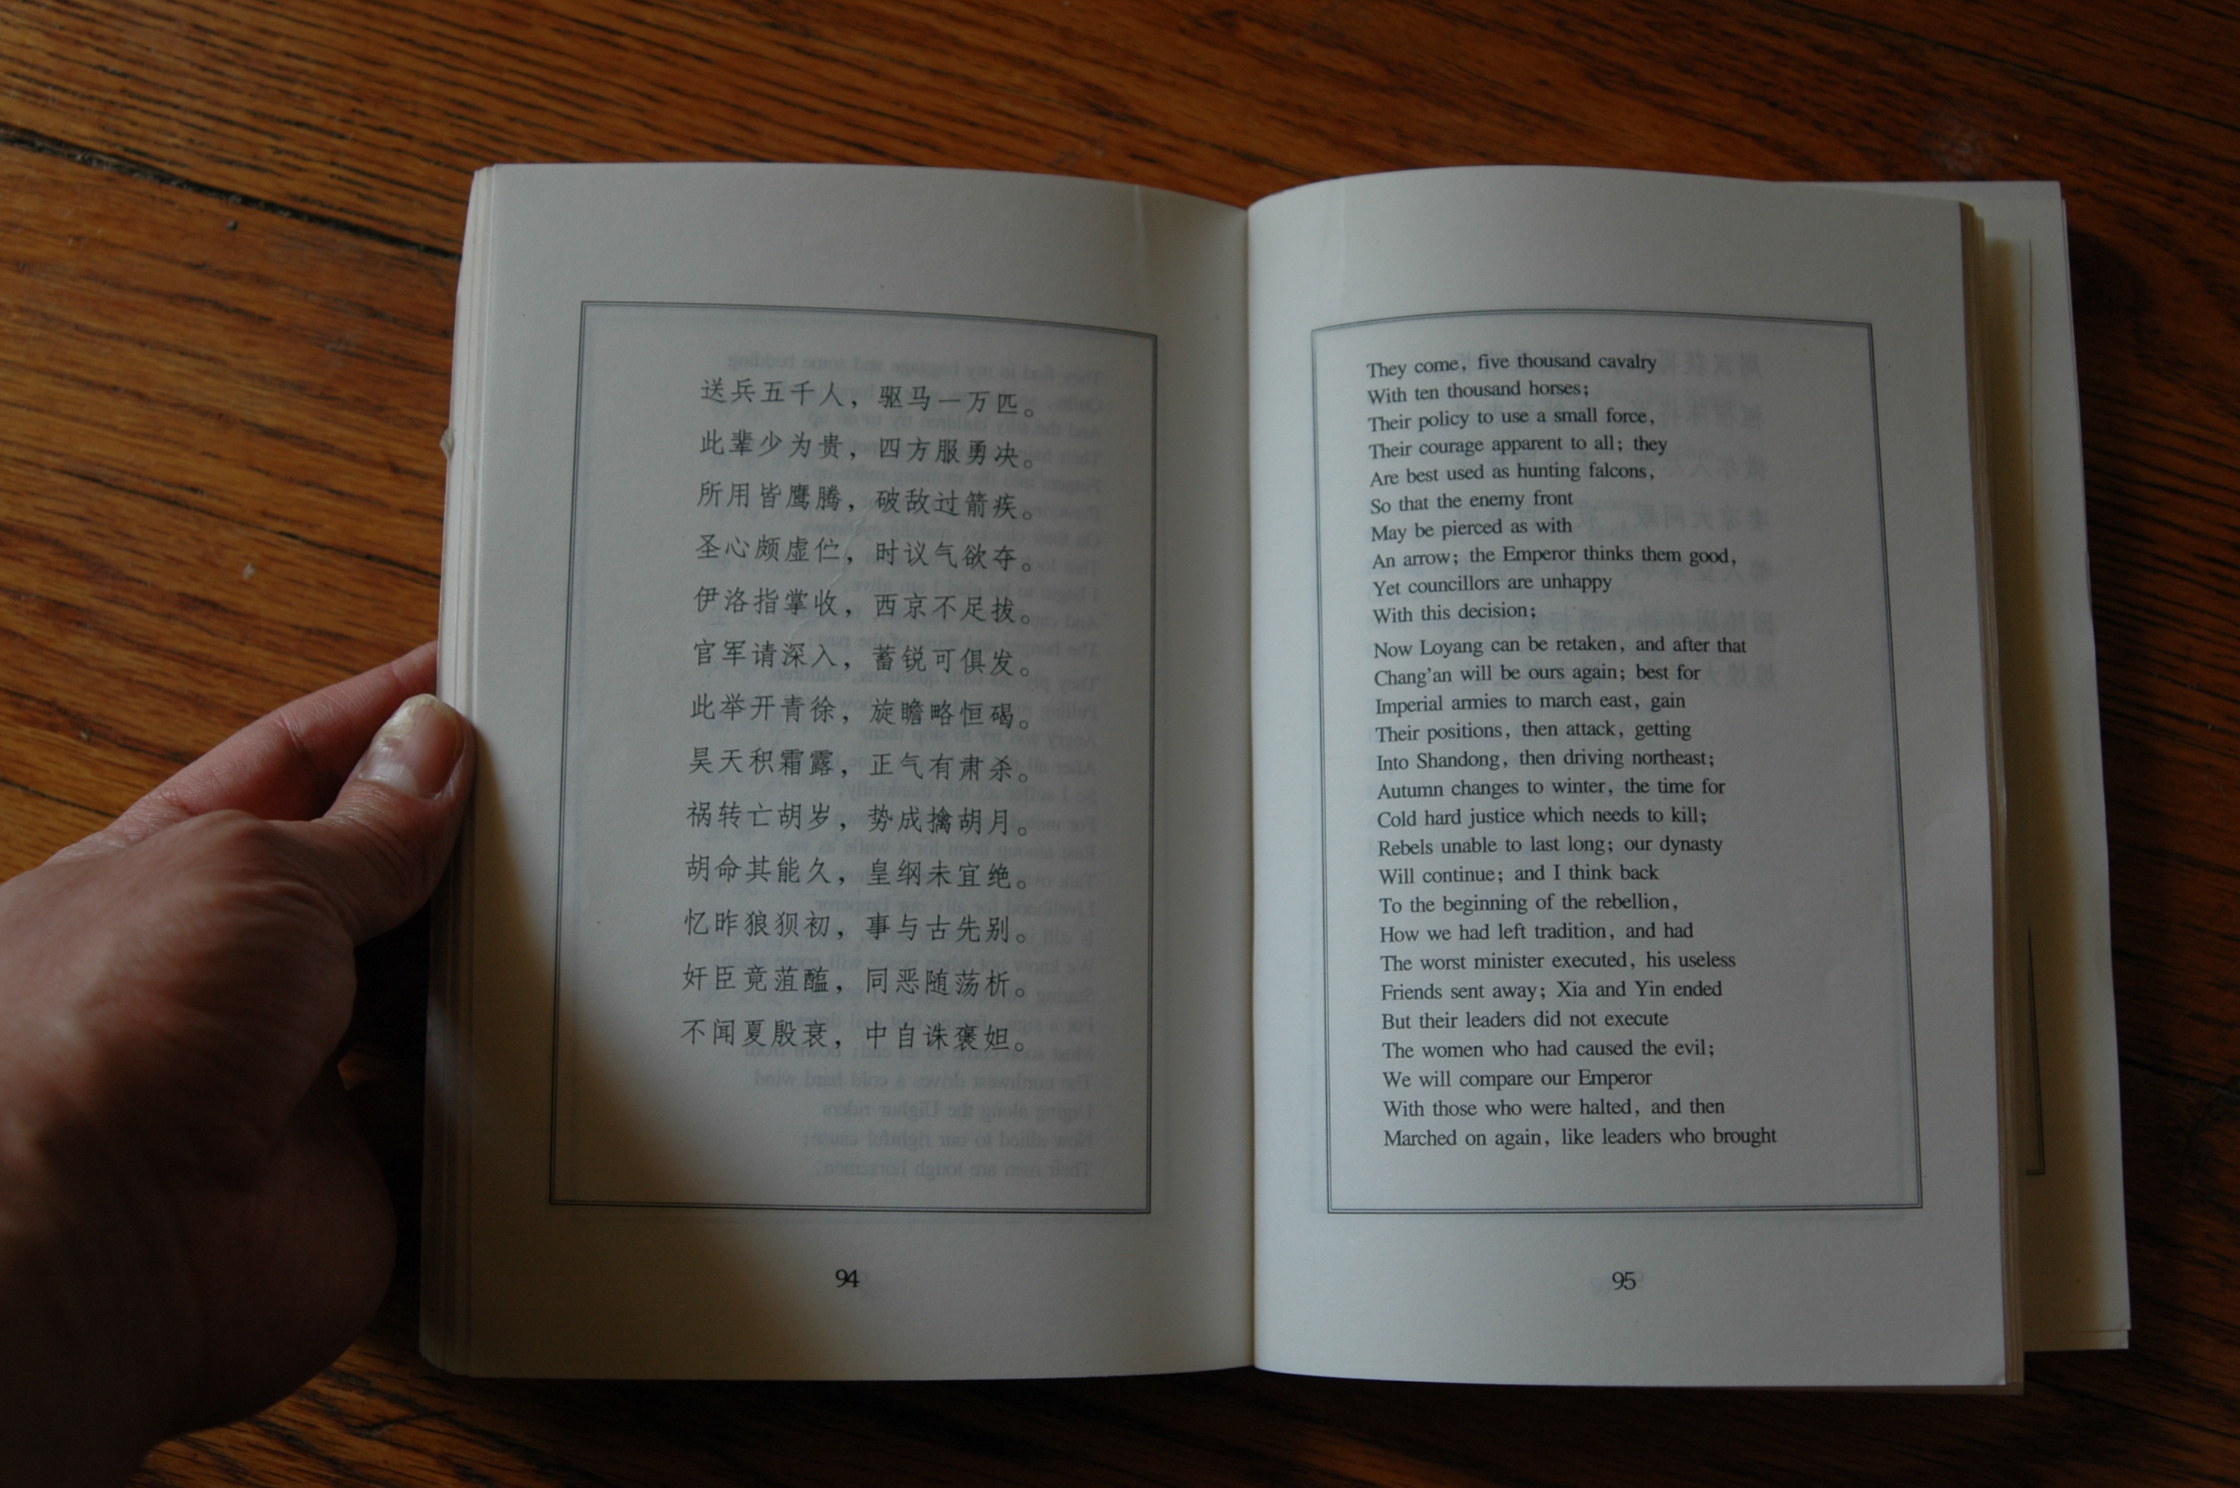 送兵五千人，驱马一万匹。
此辈少为贵，四方服勇决。
所用皆鹰腾，破敌过箭疾。
圣心颇虚伫，时议气欲夺。
伊洛指掌收，西京不足拔。
官军请深入，蓄锐可俱发。
此举开青徐，旋瞻略恒碣。
昊天积霜露，正气有肃杀。
祸转亡胡岁，势成擒胡月。
胡命其能久，皇纲未宜绝。
忆昨狼狈初，事与古先别。
奸臣竟菹醢，同恶随荡析。
不闻夏殷衰，中自诛褒妲。
94
They come, five thousand cavalry
With ten thousand horses;
Their policy to use a small force,
Their courage apparent to all; they
Are best used as hunting falcons,
So that the enemy front
May be pierced as with
An arrow; the Emperor thinks them good,
Yet councillors are unhappy
With this decision;
Now Loyang can be retaken, and after that
Chang'an will be ours again; best for
Imperial armies to march east, gain
Their positions, then attack, getting
Into Shandong, then driving northeast;
Autumn changes to winter, the time for
Cold hard justice which needs to kill;
Rebels unable to last long; our dynasty
Will continue; and I think back
To the beginning of the rebellion,
How we had left tradition, and had
The worst minister executed, his useless
Friends sent away; Xia and Yin ended
But their leaders did not execute
The women who had caused the evil;
We will compare our Emperor
With those who were halted, and then
Marched on again, like leaders who brought
95